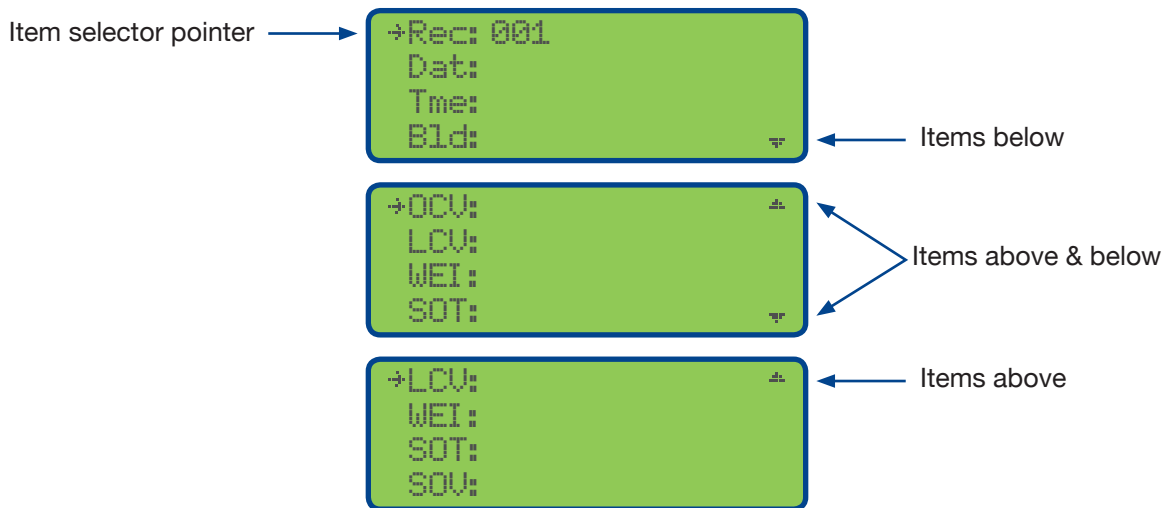 Item selector pointer
→Rec: 001
Dat:
Tme:
Bld:
Items below
→OCV:
LCV:
WEI:
SOT:
Items above & below
→LCV:
WEI:
SOT:
SOV:
Items above